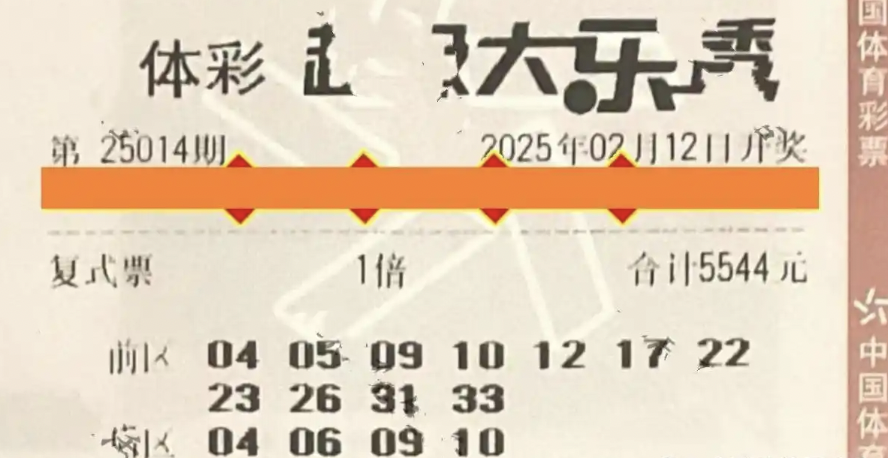 体彩 超级大乐透
第 25014期 2025年02月12日开奖
复式票 1倍 合计5544元
前区 04 05 09 10 12 17 22
23 26 31 33
后区 04 06 09 10
国体育彩票
中国体育